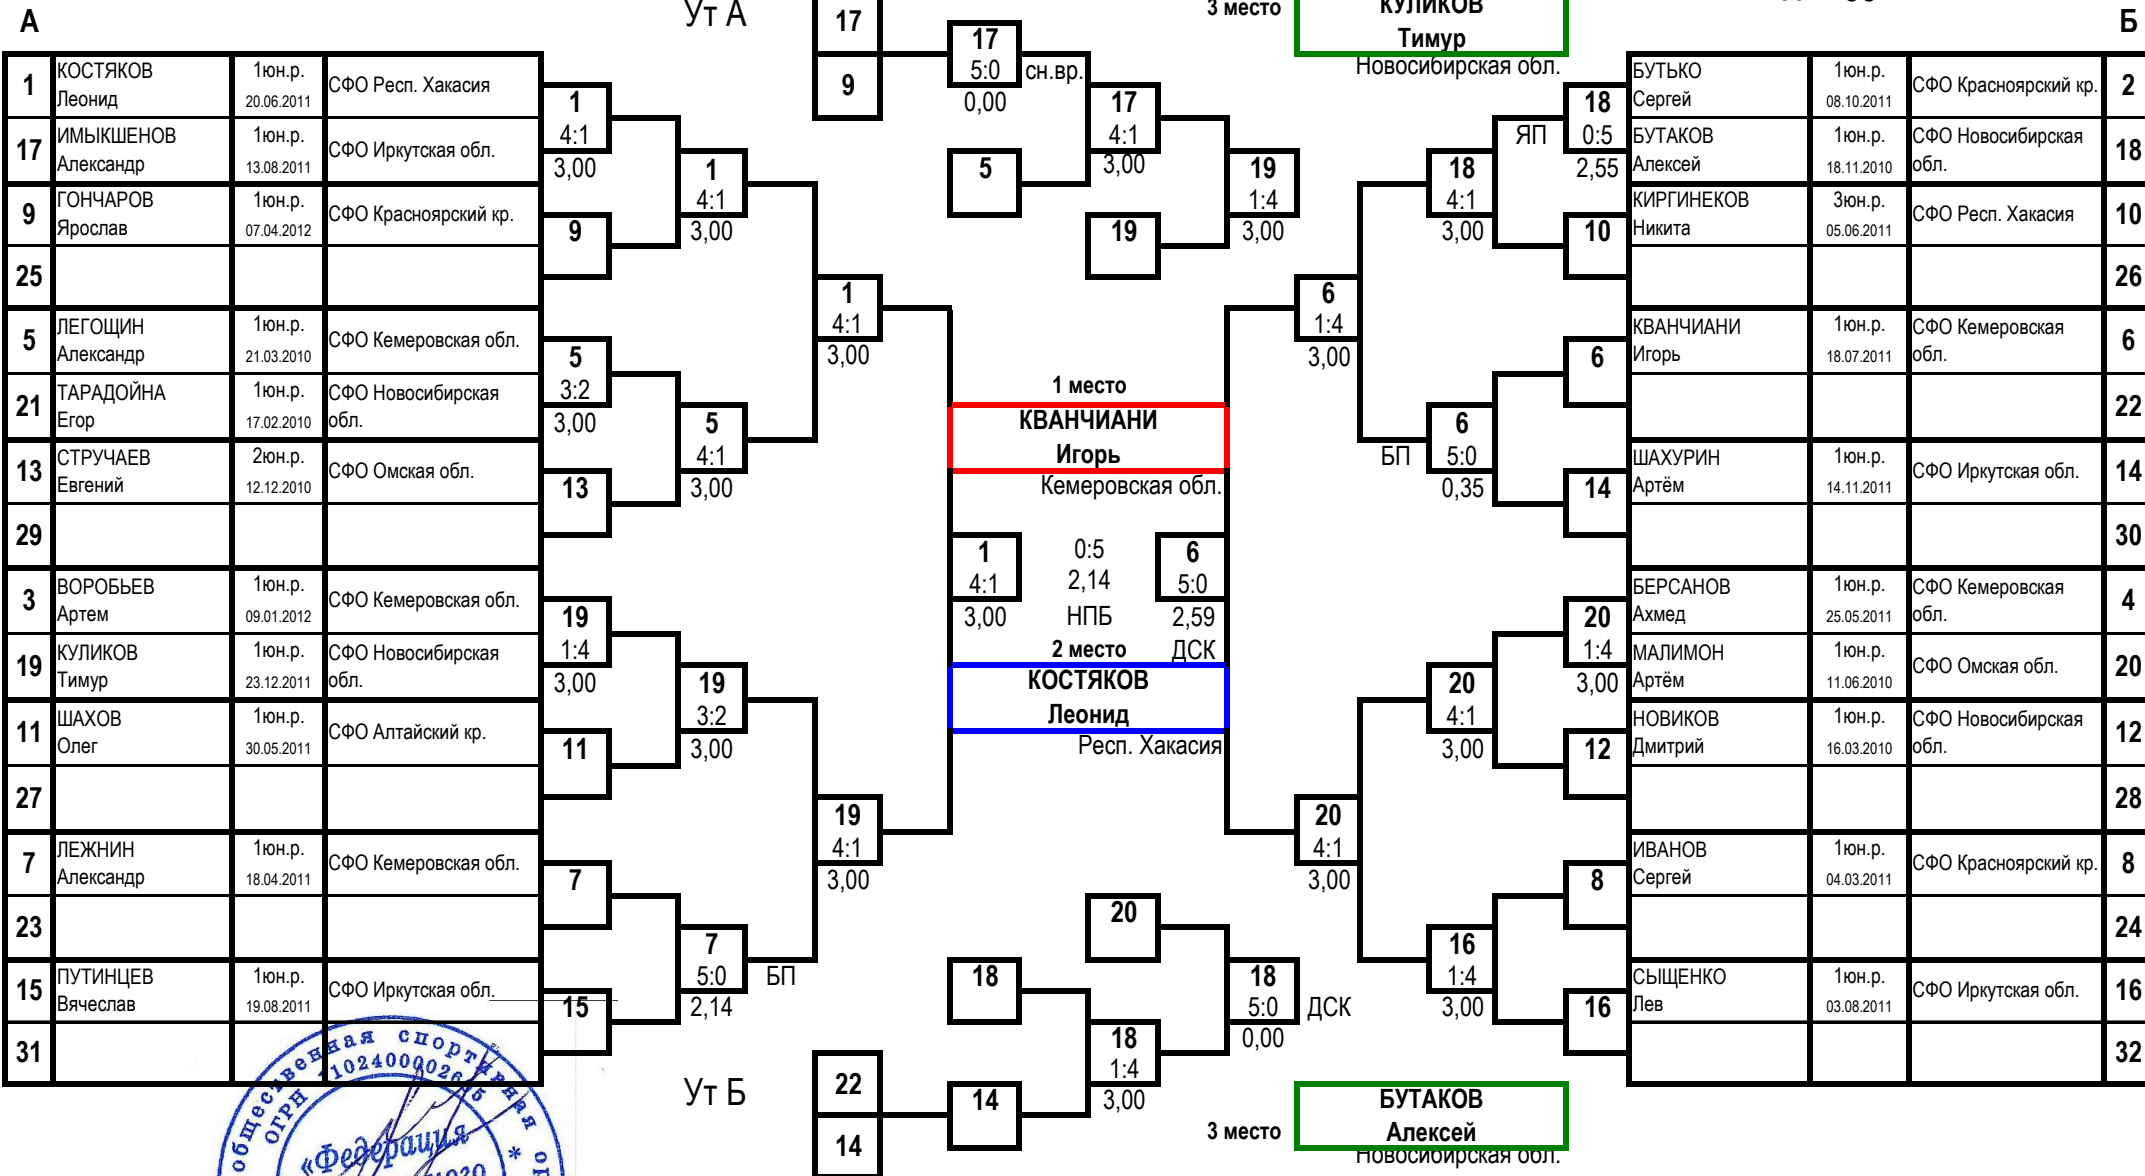 А
Ут А
Б
3 место
КУЛИКОВ
Тимур
Новосибирская обл.
1 КОСТЯКОВ Леонид 1юн.р. 20.06.2011 СФО Респ. Хакасия
17 ИМЫКШЕНОВ Александр 1юн.р. 13.08.2011 СФО Иркутская обл.
9 ГОНЧАРОВ Ярослав 1юн.р. 07.04.2012 СФО Красноярский кр.
25
5 ЛЕГОЩИН Александр 1юн.р. 21.03.2010 СФО Кемеровская обл.
21 ТАРАДОЙНА Егор 1юн.р. 17.02.2010 СФО Новосибирская обл.
13 СТРУЧАЕВ Евгений 2юн.р. 12.12.2010 СФО Омская обл.
29
3 ВОРОБЬЕВ Артем 1юн.р. 09.01.2012 СФО Кемеровская обл.
19 КУЛИКОВ Тимур 1юн.р. 23.12.2011 СФО Новосибирская обл.
11 ШАХОВ Олег 1юн.р. 30.05.2011 СФО Алтайский кр.
27
7 ЛЕЖНИН Александр 1юн.р. 18.04.2011 СФО Кемеровская обл.
23
15 ПУТИНЦЕВ Вячеслав 1юн.р. 19.08.2011 СФО Иркутская обл.
31
1
4:1
3,00
9
5
3:2
3,00
13
19
1:4
3,00
11
7
15
1
4:1
3,00
5
4:1
3,00
19
3:2
3,00
7
5:0 БП
2,14
1
4:1
3,00
19
4:1
3,00
17
9
17
5:0 сн.вр.
0,00
5
17
4:1
3,00
19
19
1:4
3,00
1 место
КВАНЧИАНИ
Игорь
Кемеровская обл.
1 0:5 6
4:1 2,14 5:0
3,00 НПБ 2,59
2 место ДСК
КОСТЯКОВ
Леонид
Респ. Хакасия
6
1:4
3,00
20
4:1
3,00
18
4:1
3,00
6
БП 5:0
0,35
20
4:1
3,00
16
1:4
3,00
18
ЯП 0:5
2,55
10
6
14
20
1:4
3,00
12
8
16
БУТЬКО Сергей 1юн.р. 08.10.2011 СФО Красноярский кр. 2
БУТАКОВ Алексей 1юн.р. 18.11.2010 СФО Новосибирская обл. 18
КИРГИНЕКОВ Никита 3юн.р. 05.06.2011 СФО Респ. Хакасия 10
26
КВАНЧИАНИ Игорь 1юн.р. 18.07.2011 СФО Кемеровская обл. 6
22
ШАХУРИН Артём 1юн.р. 14.11.2011 СФО Иркутская обл. 14
30
БЕРСАНОВ Ахмед 1юн.р. 25.05.2011 СФО Кемеровская обл. 4
МАЛИМОН Артём 1юн.р. 11.06.2010 СФО Омская обл. 20
НОВИКОВ Дмитрий 1юн.р. 16.03.2010 СФО Новосибирская обл. 12
28
ИВАНОВ Сергей 1юн.р. 04.03.2011 СФО Красноярский кр. 8
24
СЫЩЕНКО Лев 1юн.р. 03.08.2011 СФО Иркутская обл. 16
32
Ут Б
22
14
18
14
20
18
1:4
3,00
18
5:0 ДСК
0,00
3 место
БУТАКОВ
Алексей
Новосибирская обл.
общественная спортивная
ОГРН
«Федерация